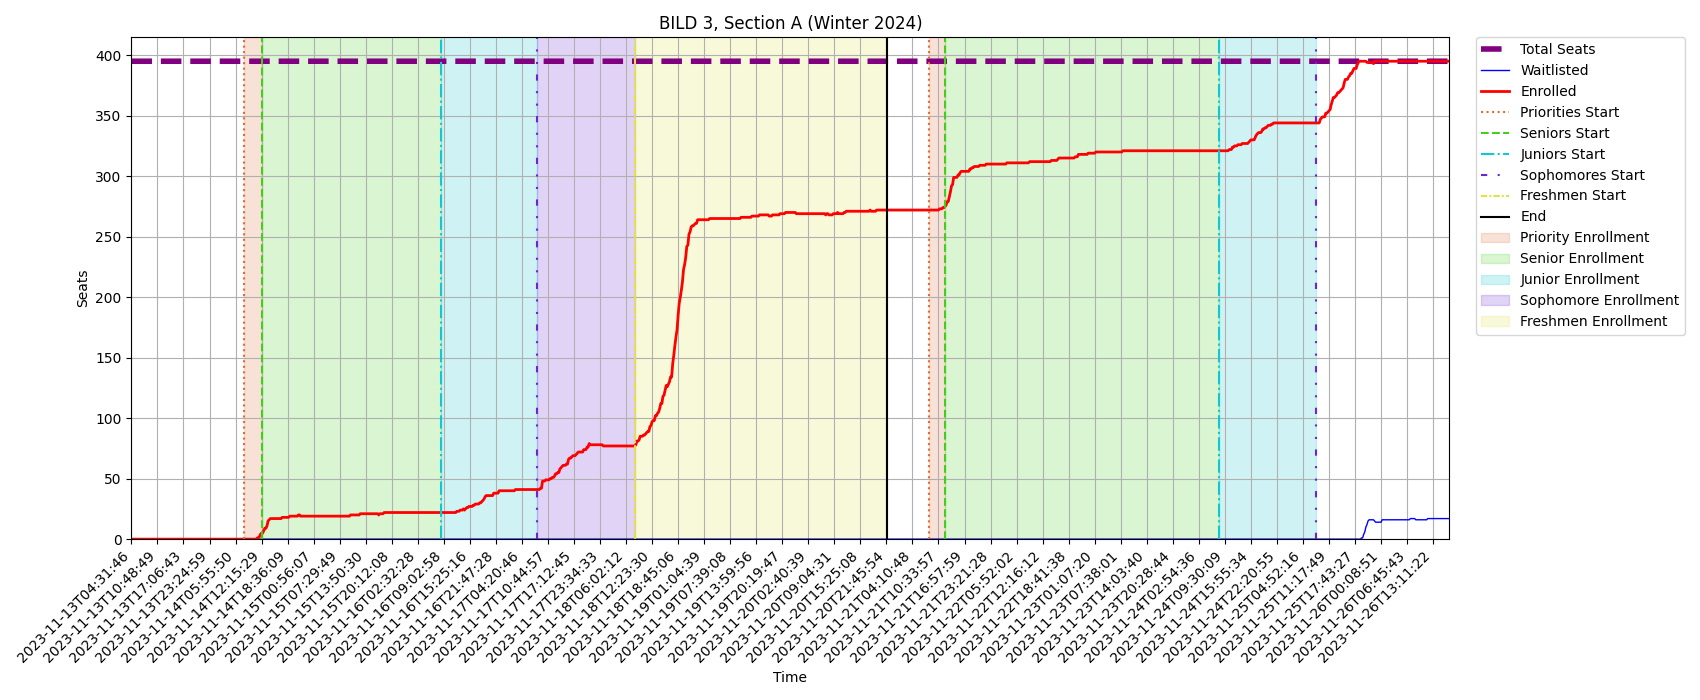 BILD 3, Section A (Winter 2024)
Seats
400
350
300
250
200
150
100
50
0
2023-11-13T04:31:46
2023-11-13T10:48:49
2023-11-13T17:06:43
2023-11-13T23:24:59
2023-11-14T05:55:50
2023-11-14T12:15:29
2023-11-14T18:36:09
2023-11-15T00:56:07
2023-11-15T07:29:49
2023-11-15T13:50:30
2023-11-15T20:12:08
2023-11-16T02:32:28
2023-11-16T09:02:58
2023-11-16T15:25:16
2023-11-16T21:47:28
2023-11-17T04:20:46
2023-11-17T10:44:57
2023-11-17T17:12:45
2023-11-17T23:34:33
2023-11-18T06:02:12
2023-11-18T12:23:30
2023-11-18T18:45:06
2023-11-19T01:04:39
2023-11-19T07:39:08
2023-11-19T13:59:56
2023-11-19T20:19:47
2023-11-20T02:40:39
2023-11-20T09:04:31
2023-11-20T15:25:08
2023-11-20T21:45:54
2023-11-21T04:10:48
2023-11-21T10:33:57
2023-11-21T16:57:59
2023-11-21T23:21:28
2023-11-22T05:52:02
2023-11-22T12:16:12
2023-11-22T18:41:38
2023-11-23T01:07:20
2023-11-23T07:38:01
2023-11-23T14:03:40
2023-11-23T20:28:44
2023-11-24T02:54:36
2023-11-24T09:30:09
2023-11-24T15:55:34
2023-11-24T22:20:55
2023-11-25T04:52:16
2023-11-25T11:17:49
2023-11-25T17:43:27
2023-11-26T00:08:51
2023-11-26T06:45:43
2023-11-26T13:11:22
Time
Total Seats
Waitlisted
Enrolled
Priorities Start
Seniors Start
Juniors Start
Sophomores Start
Freshmen Start
End
Priority Enrollment
Senior Enrollment
Junior Enrollment
Sophomore Enrollment
Freshmen Enrollment